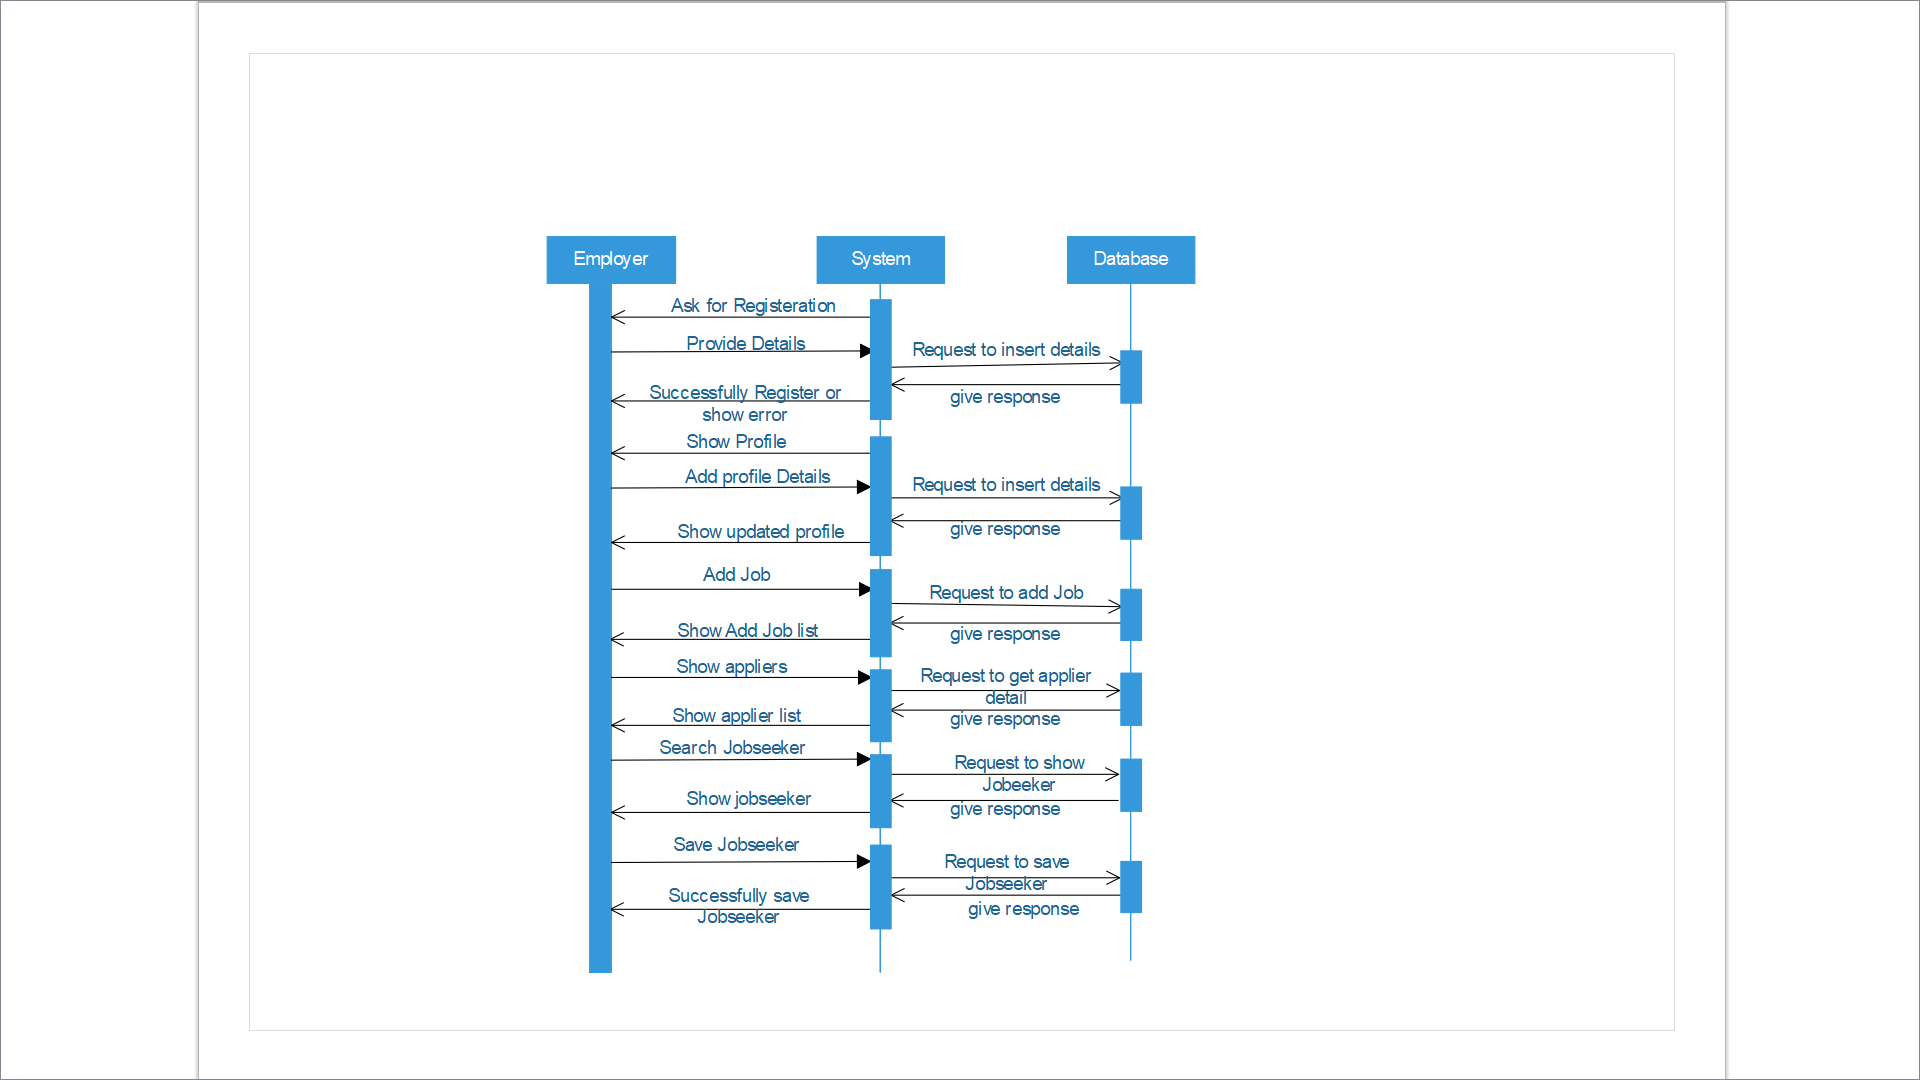 Employer
System
Database
Ask for Registeration
Provide Details
Request to insert details
Successfully Register or
show error
give response
Show Profile
Add profile Details
Request to insert details
give response
Show updated profile
Add Job
Request to add Job
Show Add Job list
give response
Show appliers
Request to get applier
detail
Show applier list
give response
Search Jobseeker
Request to show
Jobeeker
Show jobseeker
give response
Save Jobseeker
Request to save
Jobseeker
Successfully save
Jobseeker
give response